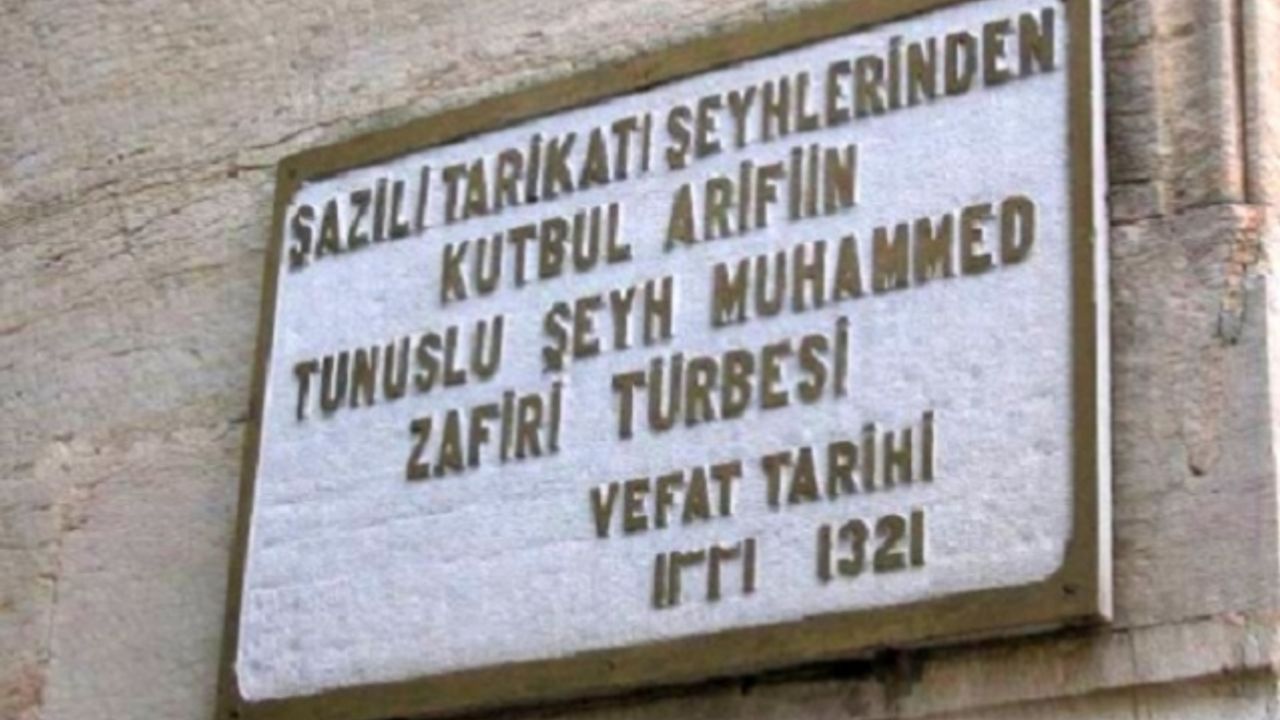 ŞAZİLİ TARİKATI ŞEYHLERİNDEN
KUTBUL ARİFİİN
TUNUSLU ŞEYH MUHAMMED
ZAFİRİ TÜRBESİ
VEFAT TARİHİ
١٣٢١ 1321